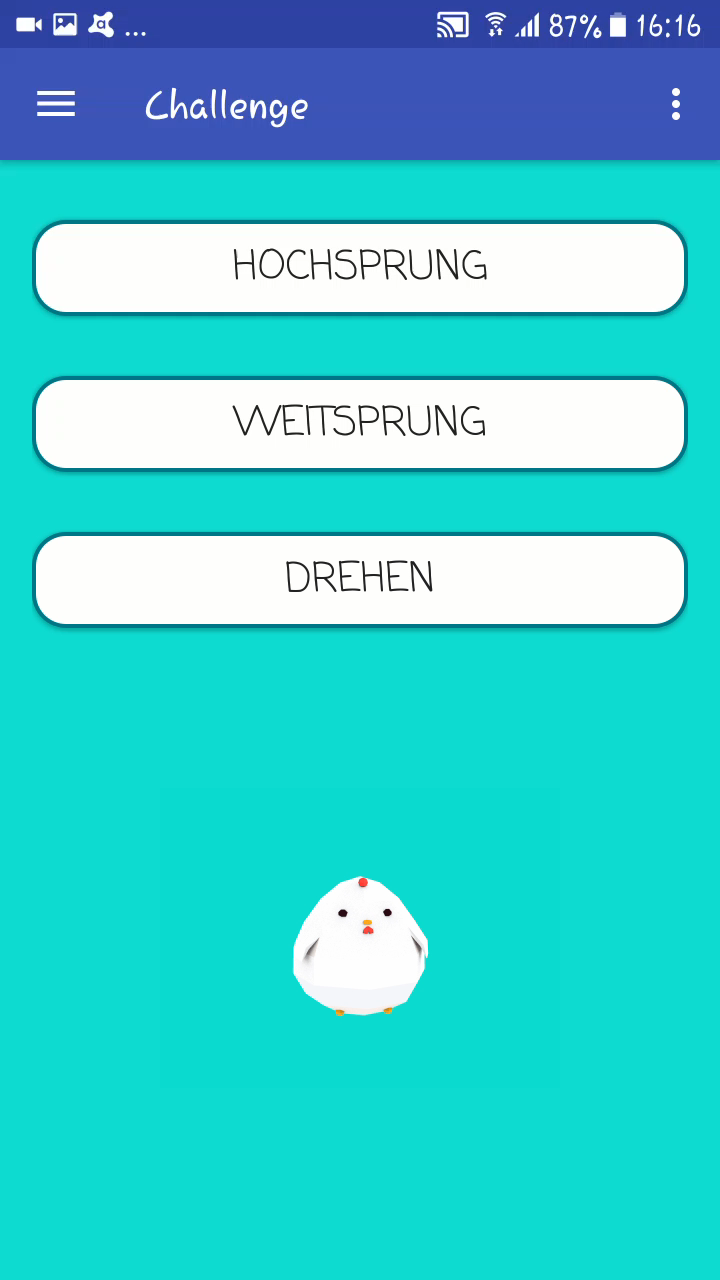 ... 87% 16:16
Challenge
HOCHSPRUNG
WEITSPRUNG
DREHEN